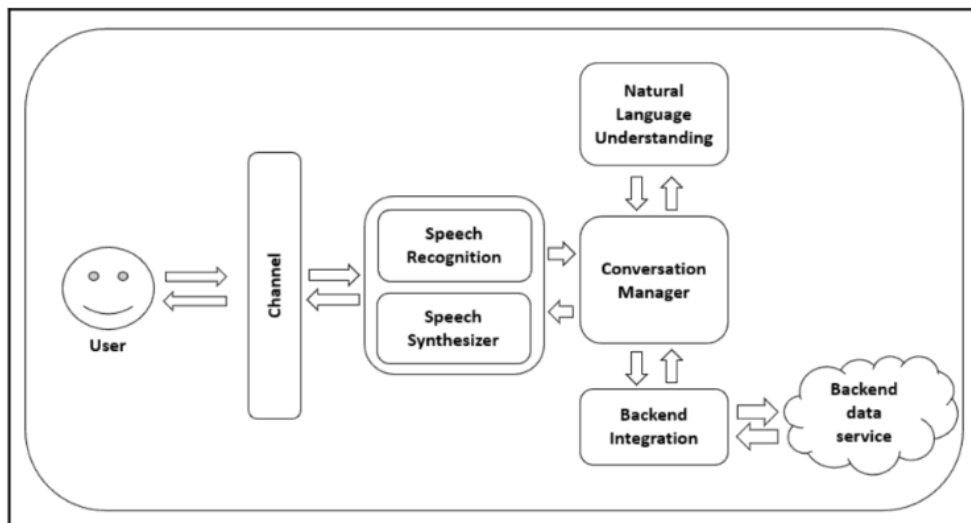 User
Channel
Speech
Recognition
Speech
Synthesizer
Natural
Language
Understanding
Conversation
Manager
Backend
Integration
Backend
data
service